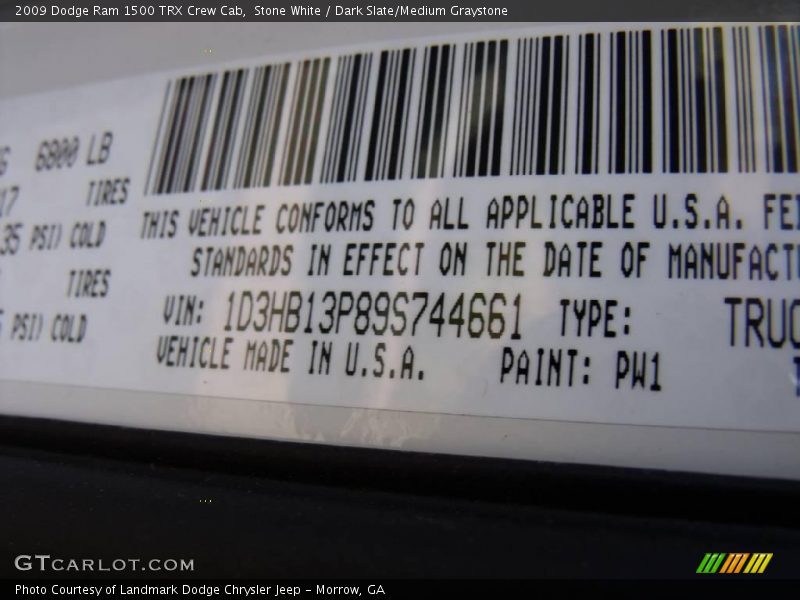 2009 Dodge Ram 1500 TRX Crew Cab, Stone White / Dark Slate/Medium Graystone
6800 LB
TIRES
35 PSI) COLD
TIRES
PSI) COLD
THIS VEHICLE CONFORMS TO ALL APPLICABLE U.S.A.
STANDARDS IN EFFECT ON THE DATE OF
VIN: 1D3HB13P89S744661 TYPE:
VEHICLE MADE IN U.S.A. PAINT: PW1
GTCARLOT.COM
Photo Courtesy of Landmark Dodge Chrysler Jeep - Morrow, GA